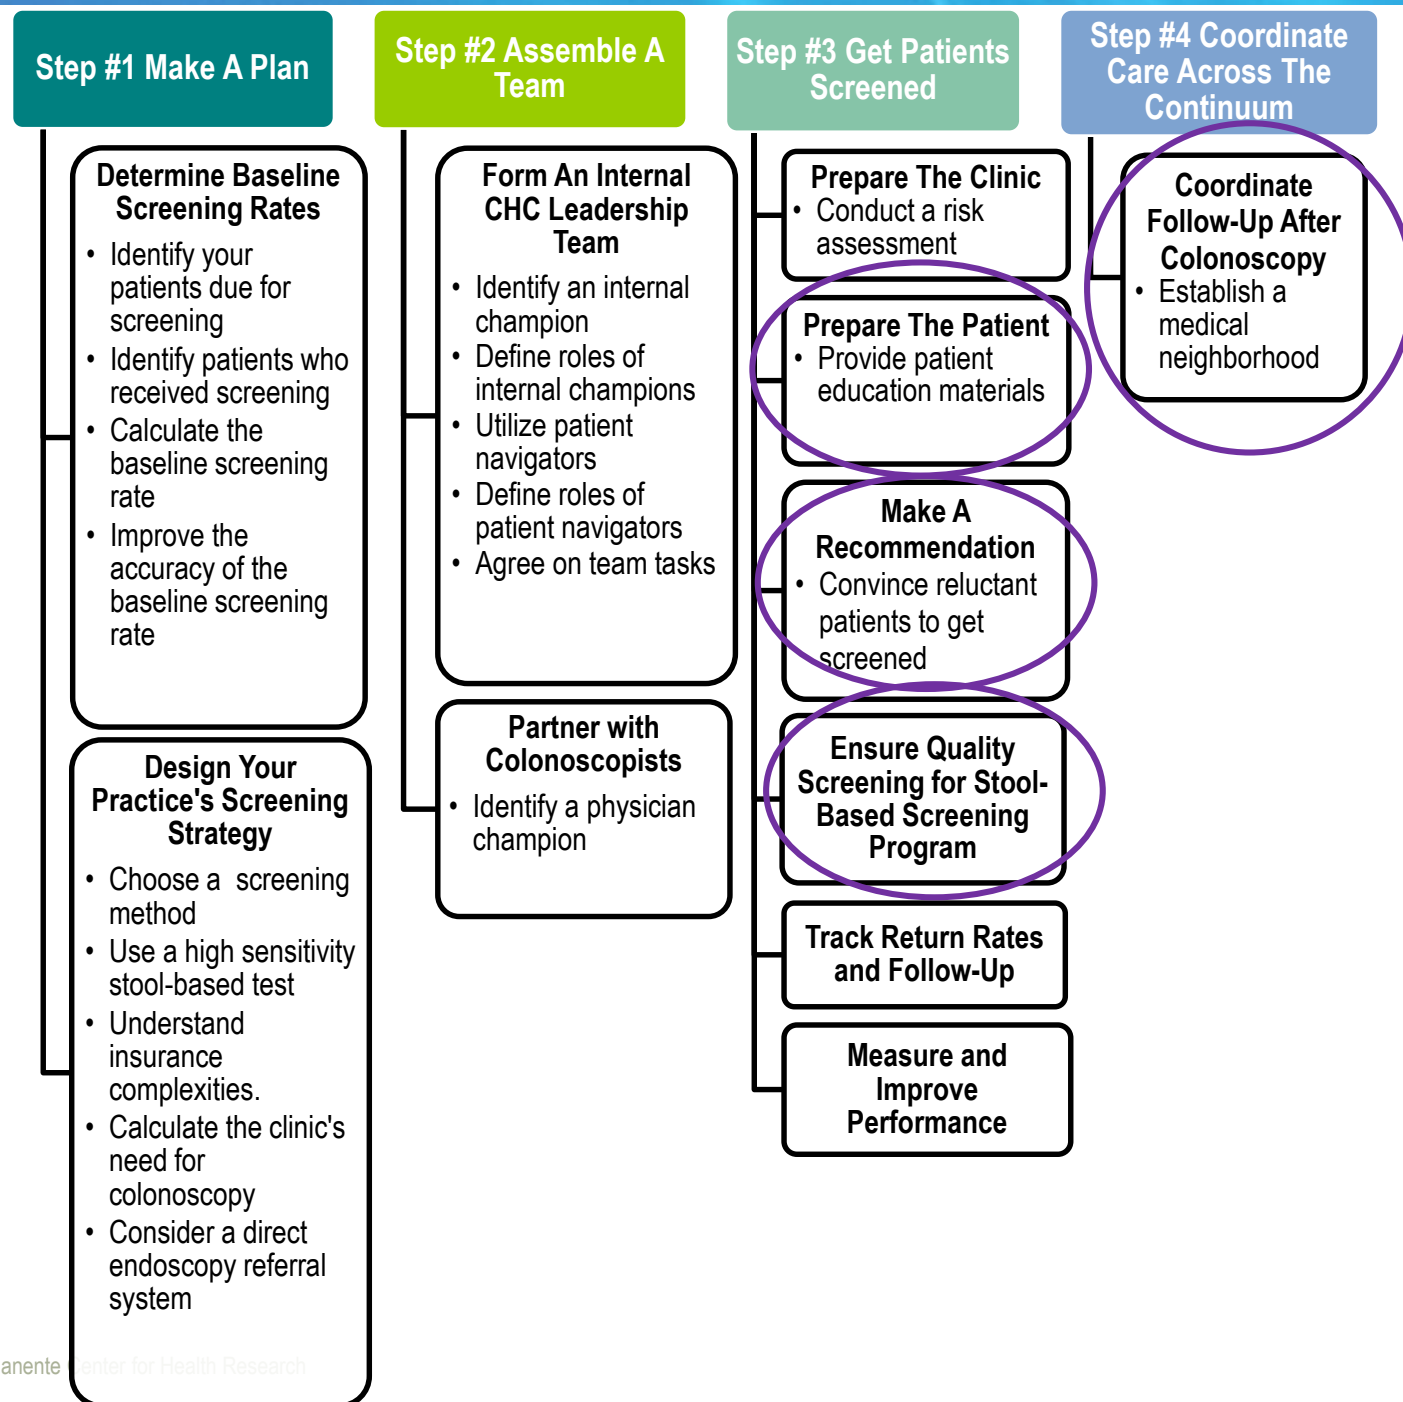 Step #1 Make A Plan
Determine Baseline
Screening Rates
• Identify your
patients due for
screening
• Identify patients who
received screening
• Calculate the
baseline screening
rate
• Improve the
accuracy of the
baseline screening
rate
Design Your
Practice's Screening
Strategy
• Choose a screening
method
• Use a high sensitivity
stool-based test
• Understand
insurance
complexities.
• Calculate the clinic's
need for
colonoscopy
• Consider a direct
endoscopy referral
system
Step #2 Assemble A
Team
Form An Internal
CHC Leadership
Team
• Identify an internal
champion
• Define roles of
internal champions
• Utilize patient
navigators
• Define roles of
patient navigators
• Agree on team tasks
Partner with
Colonoscopists
• Identify a physician
champion
Step #3 Get Patients
Screened
Prepare The Clinic
• Conduct a risk
assessment
Prepare The Patient
• Provide patient
education materials
Make A
Recommendation
• Convince reluctant
patients to get
screened
Ensure Quality
Screening for Stool-
Based Screening
Program
Track Return Rates
and Follow-Up
Measure and
Improve
Performance
Step #4 Coordinate
Care Across The
Continuum
Coordinate
Follow-Up After
Colonoscopy
• Establish a
medical
neighborhood
anente Center for Health Research